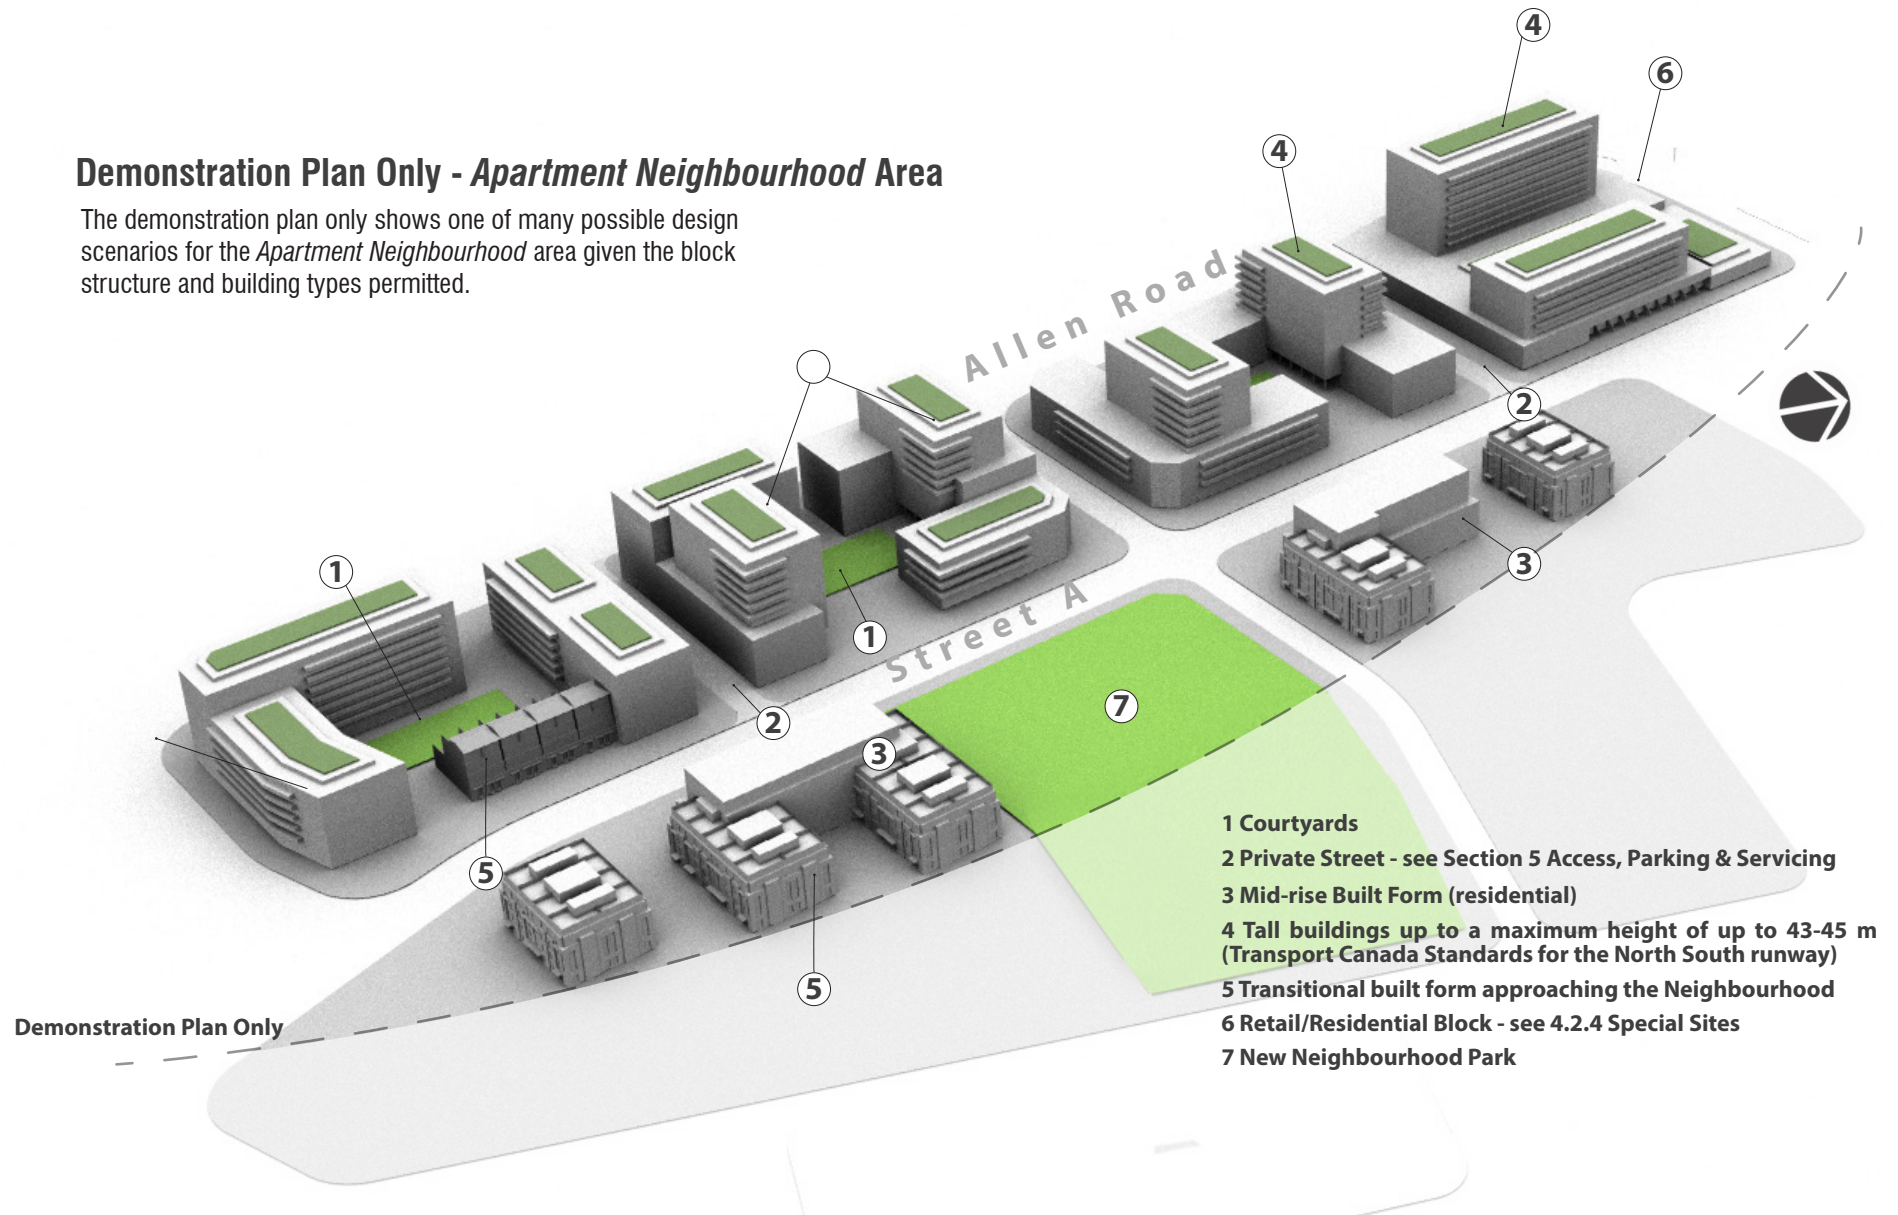 4
6
4
Demonstration Plan Only - Apartment Neighbourhood Area
The demonstration plan only shows one of many possible design
scenarios for the Apartment Neighbourhood area given the block
structure and building types permitted.
Allen Road
2
3
1
1
Street A
7
2
3
5
5
1 Courtyards
2 Private Street - see Section 5 Access, Parking & Servicing
3 Mid-rise Built Form (residential)
4 Tall buildings up to a maximum height of up to 43-45 m
(Transport Canada Standards for the North South runway)
5 Transitional built form approaching the Neighbourhood
6 Retail/Residential Block - see 4.2.4 Special Sites
7 New Neighbourhood Park
Demonstration Plan Only